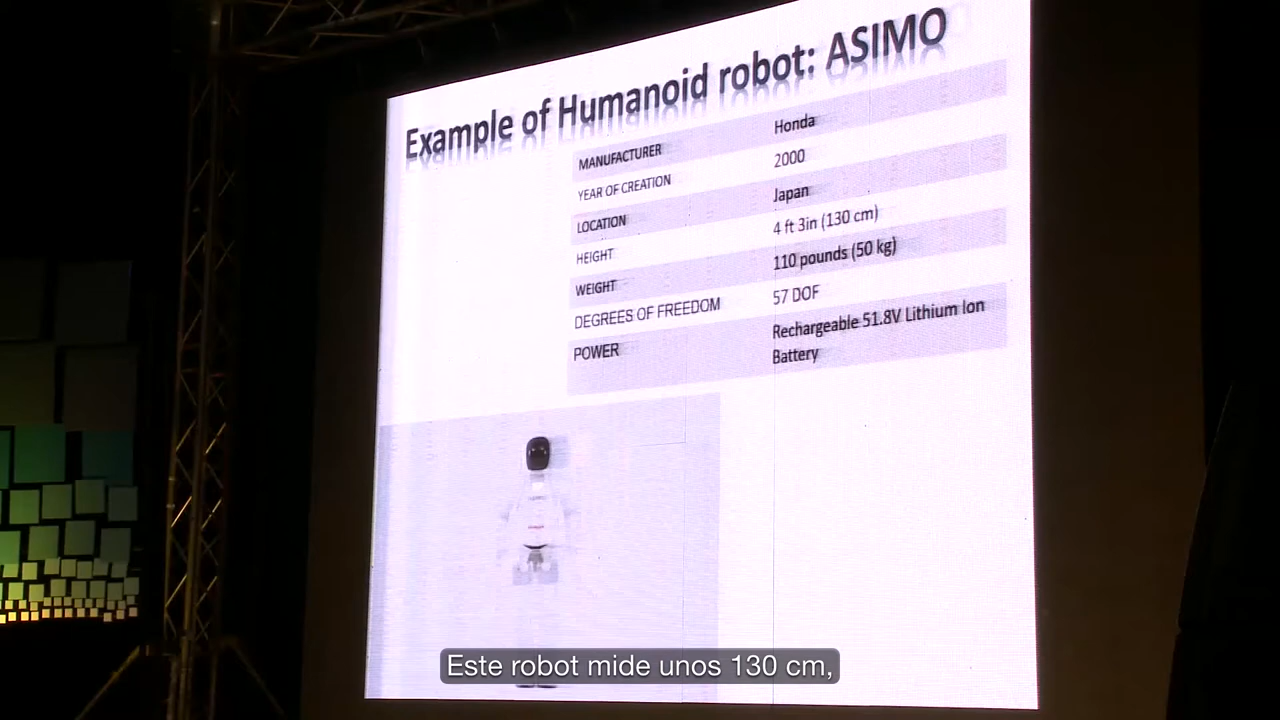 Example of Humanoid robot: ASIMO
MANUFACTURER Honda
YEAR OF CREATION 2000
LOCATION Japan
HEIGHT 4 ft 3in (130 cm)
WEIGHT 110 pounds (50 kg)
DEGREES OF FREEDOM 57 DOF
POWER Rechargeable 51.8V Lithium Ion
Battery
Este robot mide unos 130 cm,